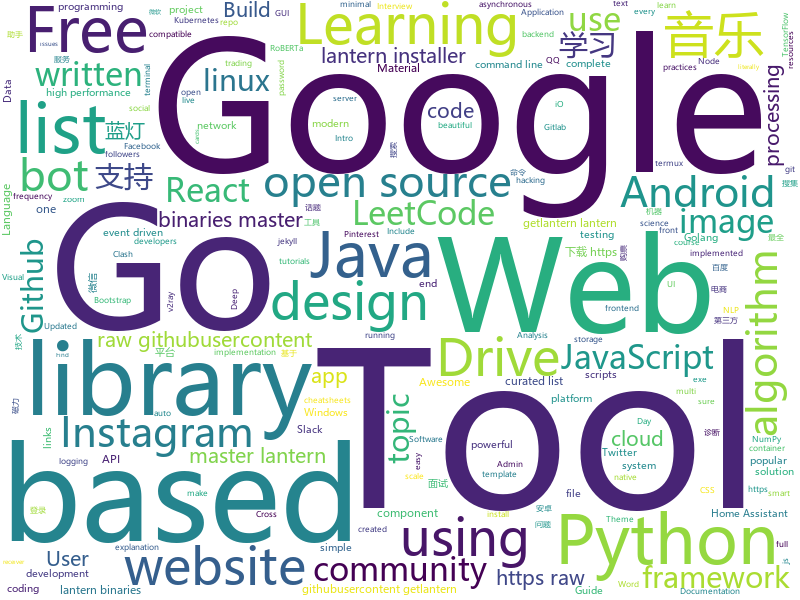 programming
project
Build
GUI
minimal
Interview
asynchronous
Application
text
every
learn
TensorFlow
助手
Free
Kubernetes
repo
Learning
use
音乐
compatible
auto
issues
RoBERTa
lantern installer
command line
QQ
backend
学习
complete
Node
practices
resources
服务
written
terminal
linux
trading
password
Material
code
high performance
open
live
server
modern
beautiful
iO
Gitlab
Data
list
蓝灯
social
network
Intro
搜索
termux
git
processing
Facebook
followers
Google
bot
支持
React
open source
命令
hacking
Android
搜集
Language
frequency
zoom
one
binaries master
话题
工具
LeetCode
getlantern lantern
机器
science
front
image
event driven
developers
Pinterest
jekyll
Include
testing
Golang
course
implemented
最全
Github
Clash
微信
tutorials
Java
end
下载 https
购票
百度
UI
Go
Web
Visual
Bootstrap
v2ray
Deep
design
电商
frontend
NLP
Updated
技术
raw githubusercontent
平台
implementation
基于
running
Analysis
storage
第三方
algorithm
library
Tool
Drive
JavaScript
app
Awesome
curated list
scripts
exe
multi
sure
cheatsheets
Windows
platform
Day
Software
native
links
Instagram
topic
诊断
NumPy
container
磁力
Slack
cloud
Twitter
popular
solution
logging
API
master lantern
powerful
Admin
template
system
https
smart
based
easy
面试
scale
file
CSS
full
登录
make
component
install
安卓
问题
Theme
Home Assistant
Cross
created
using
Python
User
simple
community
https raw
framework
development
explanation
website
Guide
coding
lantern binaries
githubusercontent getlantern
Word
Documentation